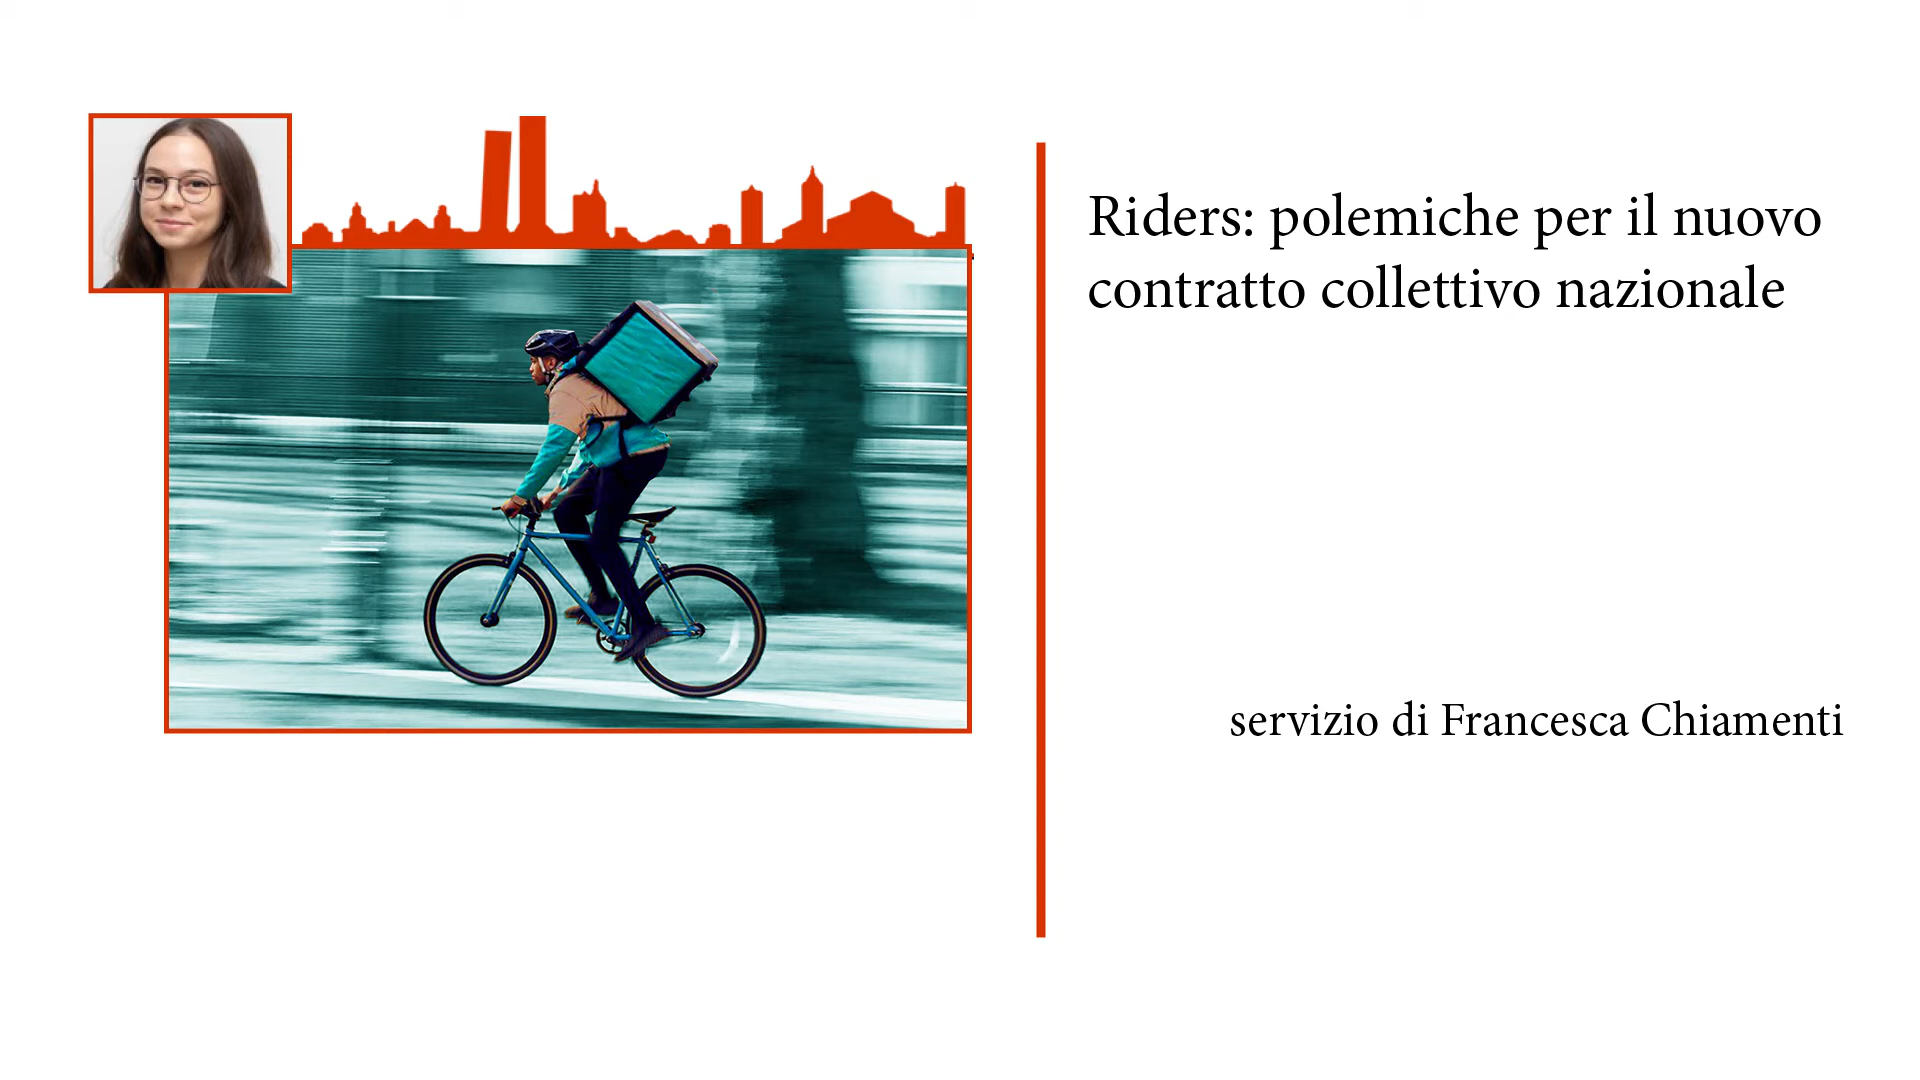 Riders: polemiche per il nuovo
contratto collettivo nazionale
servizio di Francesca Chiamenti